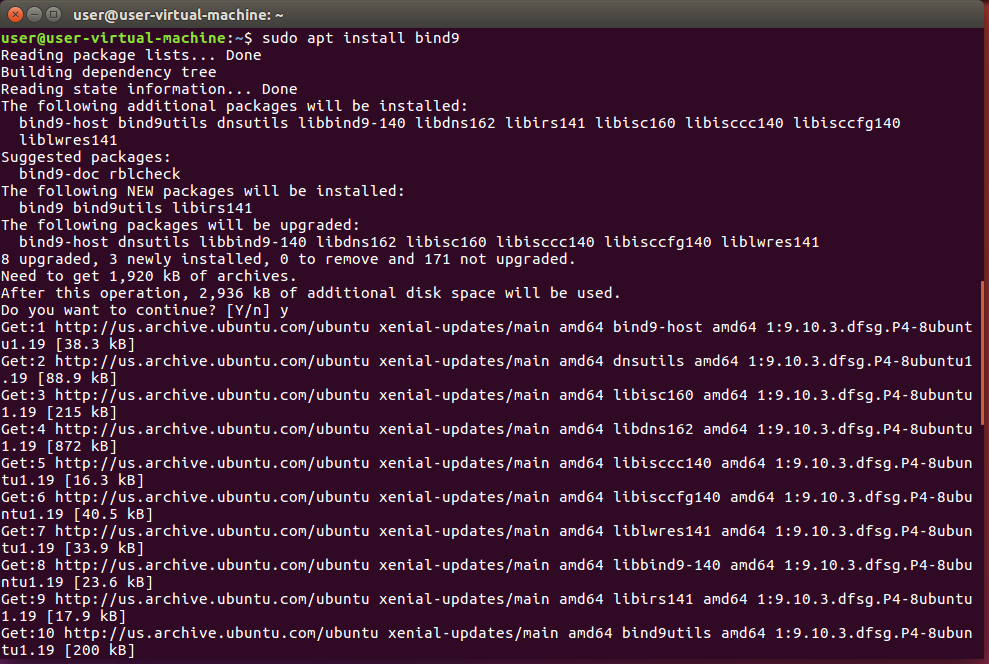 user@user-virtual-machine: ~
user@user-virtual-machine:~$ sudo apt install bind9
Reading package lists... Done
Building dependency tree
Reading state information... Done
The following additional packages will be installed:
  bind9-host bind9utils dnsutils libbind9-140 libdns162 libirs141 libisc160 libisccc140 libisccfg140
  liblwres141
Suggested packages:
  bind9-doc rblcheck
The following NEW packages will be installed:
  bind9 bind9utils libirs141
The following packages will be upgraded:
  bind9-host dnsutils libbind9-140 libdns162 libisc160 libisccc140 libisccfg140 liblwres141
8 upgraded, 3 newly installed, 0 to remove and 171 not upgraded.
Need to get 1,920 kB of archives.
After this operation, 2,936 kB of additional disk space will be used.
Do you want to continue? [Y/n] y
Get:1 http://us.archive.ubuntu.com/ubuntu xenial-updates/main amd64 bind9-host amd64 1:9.10.3.dfsg.P4-8ubunt
u1.19 [38.3 kB]
Get:2 http://us.archive.ubuntu.com/ubuntu xenial-updates/main amd64 dnsutils amd64 1:9.10.3.dfsg.P4-8ubuntu1
.19 [88.9 kB]
Get:3 http://us.archive.ubuntu.com/ubuntu xenial-updates/main amd64 libisc160 amd64 1:9.10.3.dfsg.P4-8ubuntu
1.19 [215 kB]
Get:4 http://us.archive.ubuntu.com/ubuntu xenial-updates/main amd64 libdns162 amd64 1:9.10.3.dfsg.P4-8ubuntu
1.19 [872 kB]
Get:5 http://us.archive.ubuntu.com/ubuntu xenial-updates/main amd64 libisccc140 amd64 1:9.10.3.dfsg.P4-8ubun
tu1.19 [16.3 kB]
Get:6 http://us.archive.ubuntu.com/ubuntu xenial-updates/main amd64 libisccfg140 amd64 1:9.10.3.dfsg.P4-8ubu
ntu1.19 [40.5 kB]
Get:7 http://us.archive.ubuntu.com/ubuntu xenial-updates/main amd64 liblwres141 amd64 1:9.10.3.dfsg.P4-8ubun
tu1.19 [33.9 kB]
Get:8 http://us.archive.ubuntu.com/ubuntu xenial-updates/main amd64 libbind9-140 amd64 1:9.10.3.dfsg.P4-8ubu
ntu1.19 [23.6 kB]
Get:9 http://us.archive.ubuntu.com/ubuntu xenial-updates/main amd64 libirs141 amd64 1:9.10.3.dfsg.P4-8ubuntu
1.19 [17.9 kB]
Get:10 http://us.archive.ubuntu.com/ubuntu xenial-updates/main amd64 bind9utils amd64 1:9.10.3.dfsg.P4-8ubun
tu1.19 [200 kB]